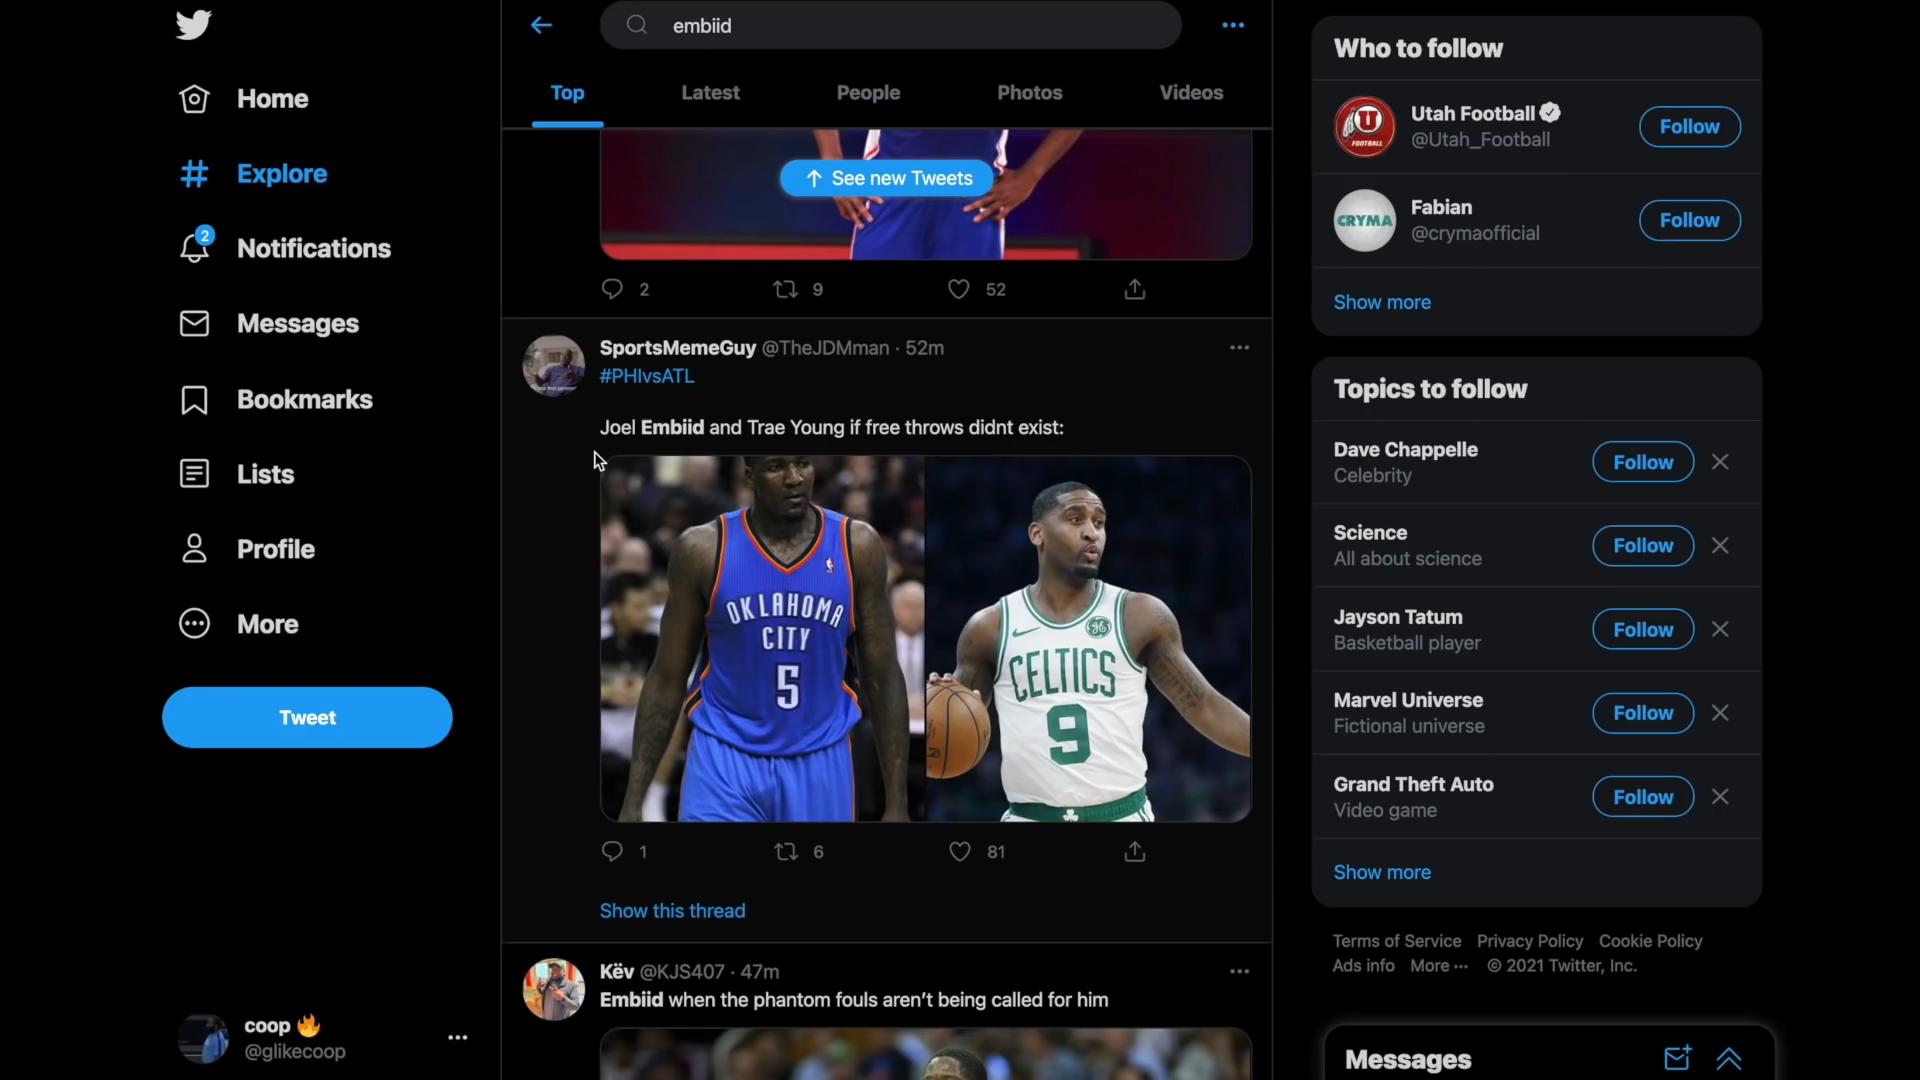 Home
Explore
2
Notifications
Messages
Bookmarks
Lists
Profile
More
Tweet
coop 🔥
@glikecoop
embiid
Top
Latest
People
Photos
Videos
See new Tweets
2
9
52
SportsMemeGuy @TheJDMman · 52m
#PHIvsATL
Joel Embiid and Trae Young if free throws didnt exist:
OKLAHOMA
CITY
5
CELTICS
9
1
6
81
Show this thread
Këv @KJS407 · 47m
Embiid when the phantom fouls aren't being called for him
Who to follow
U
FOOTBALL
Utah Football
@Utah_Football
Follow
CRYMA
Fabian
@crymaofficial
Follow
Show more
Topics to follow
Dave Chappelle
Celebrity
Follow
Science
All about science
Follow
Jayson Tatum
Basketball player
Follow
Marvel Universe
Fictional universe
Follow
Grand Theft Auto
Video game
Follow
Show more
Terms of Service Privacy Policy Cookie Policy
Ads info More ··· © 2021 Twitter, Inc.
Messages